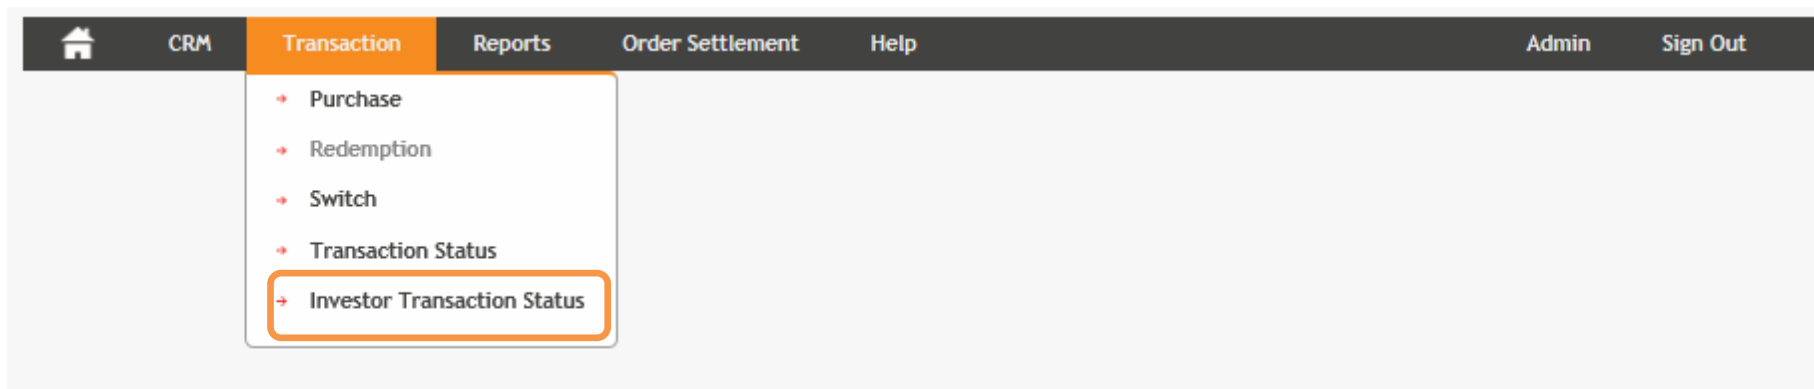 CRM Transaction Reports Order Settlement Help Admin Sign Out
Purchase
Redemption
Switch
Transaction Status
Investor Transaction Status